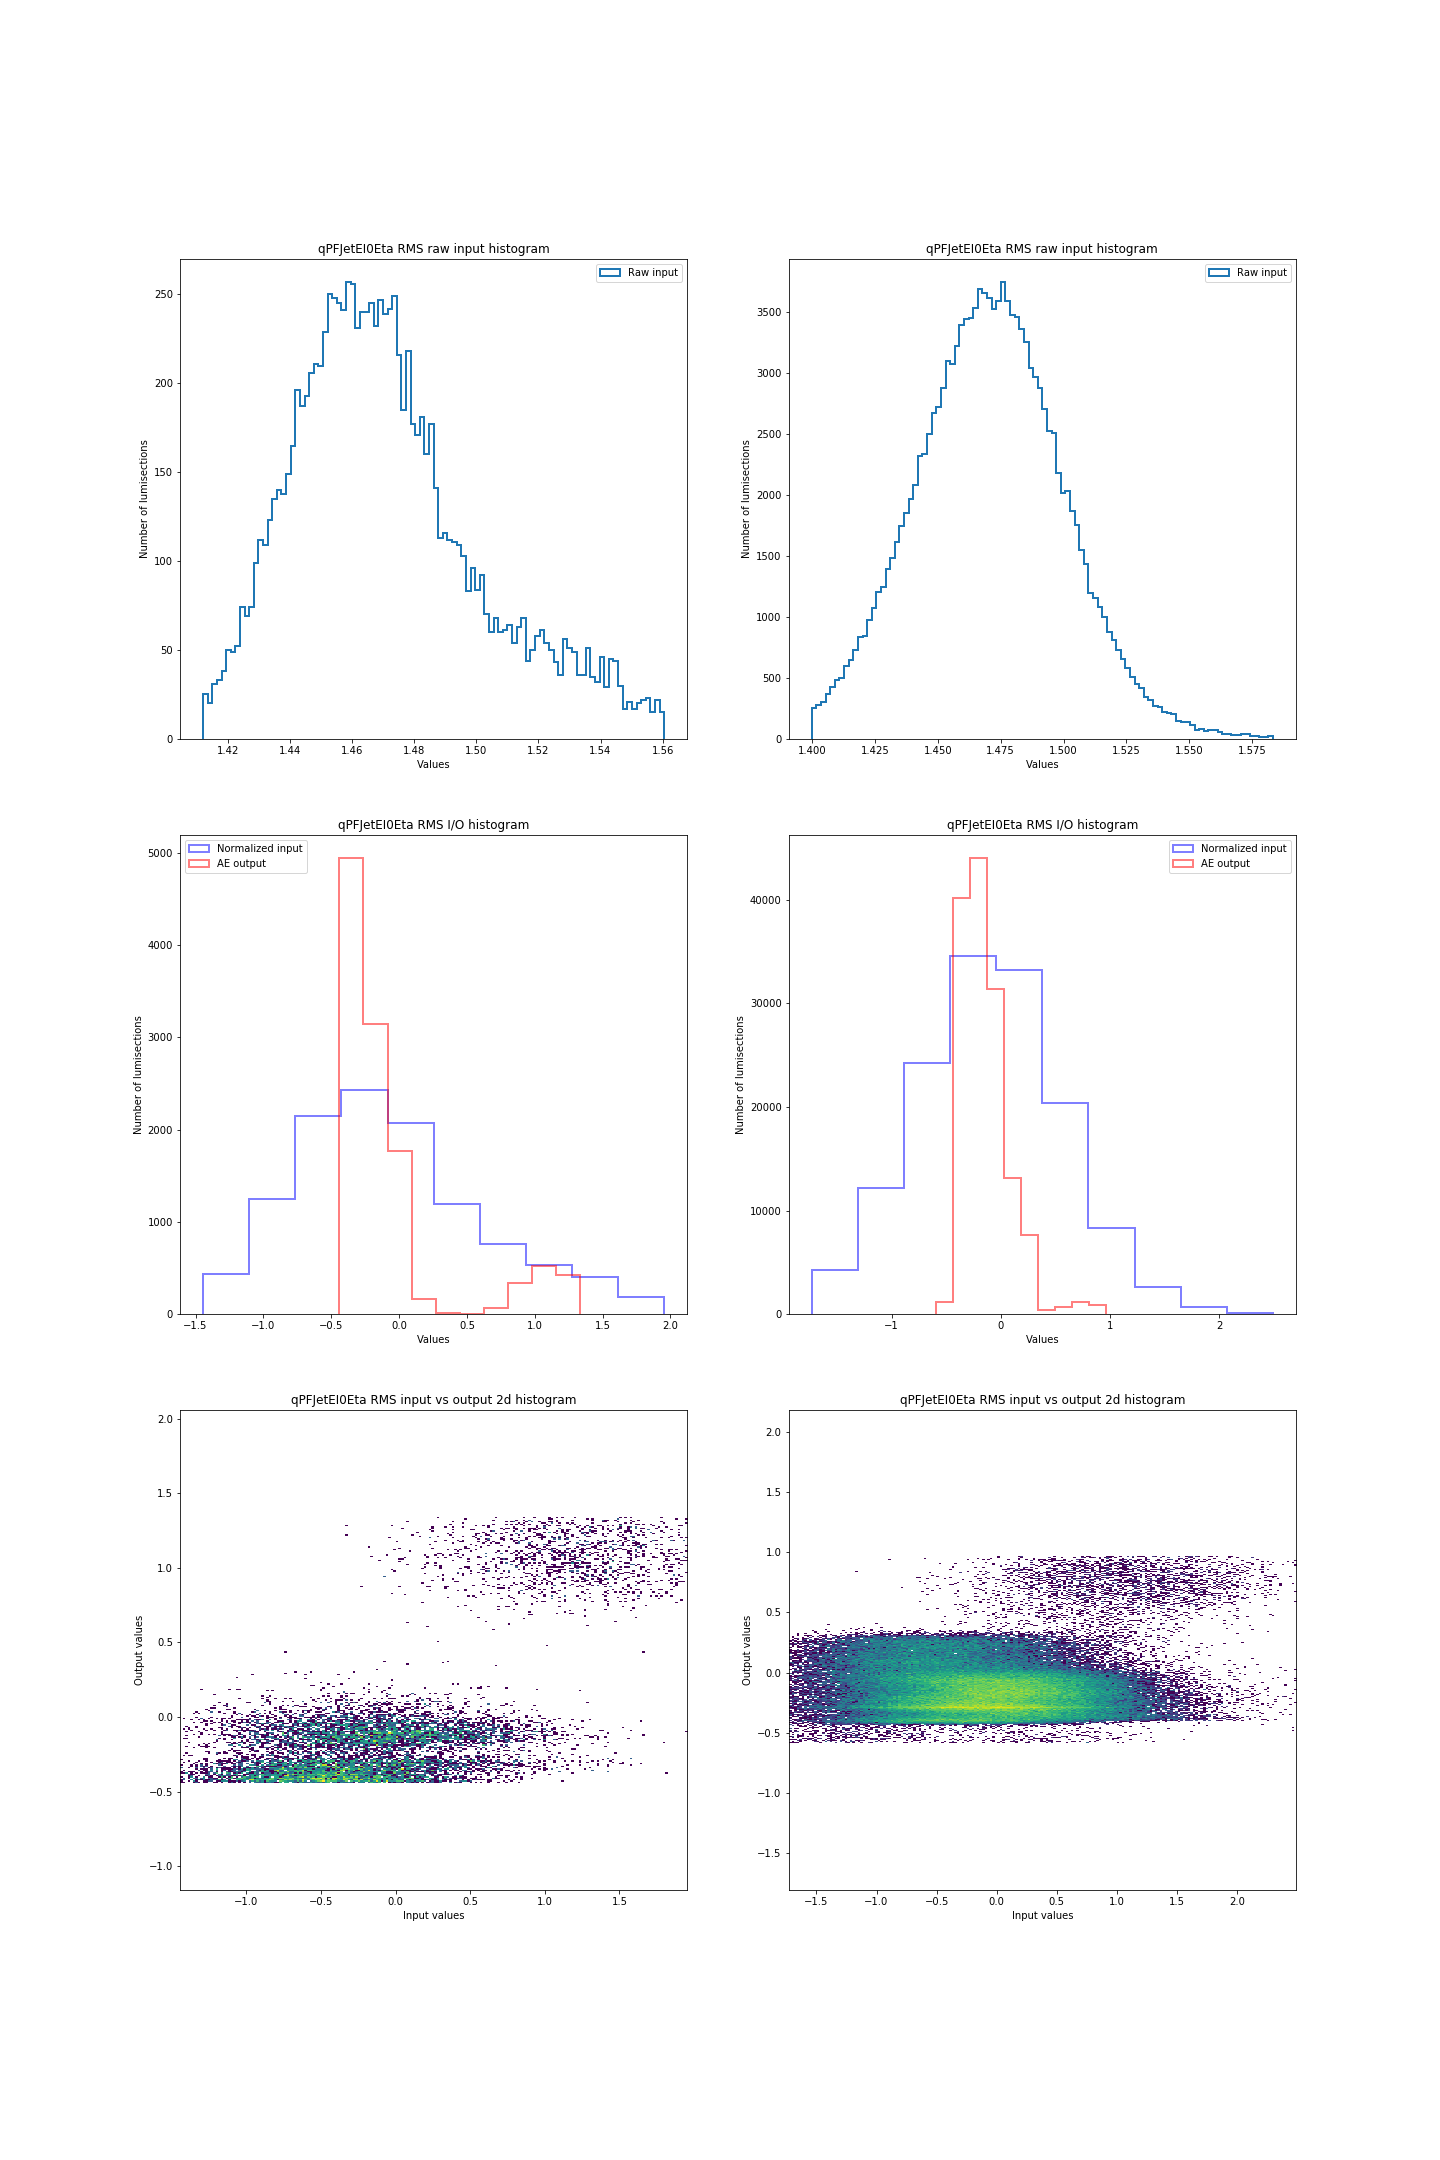 qPFJetEI0Eta RMS raw input histogram
Raw input
250
200
150
100
50
0
Number of lumisections
1.42 1.44 1.46 1.48 1.50 1.52 1.54 1.56
Values
qPFJetEI0Eta RMS raw input histogram
Raw input
3500
3000
2500
2000
1500
1000
500
0
Number of lumisections
1.400 1.425 1.450 1.475 1.500 1.525 1.550 1.575
Values
qPFJetEI0Eta RMS I/O histogram
Normalized input
AE output
5000
4000
3000
2000
1000
0
Number of lumisections
−1.5 −1.0 −0.5 0.0 0.5 1.0 1.5 2.0
Values
qPFJetEI0Eta RMS I/O histogram
Normalized input
AE output
40000
30000
20000
10000
0
Number of lumisections
−1 0 1 2
Values
qPFJetEI0Eta RMS input vs output 2d histogram
2.0
1.5
1.0
0.5
0.0
−0.5
−1.0
Output values
−1.0 −0.5 0.0 0.5 1.0 1.5
Input values
qPFJetEI0Eta RMS input vs output 2d histogram
2.0
1.5
1.0
0.5
0.0
−0.5
−1.0
−1.5
Output values
−1.5 −1.0 −0.5 0.0 0.5 1.0 1.5 2.0
Input values